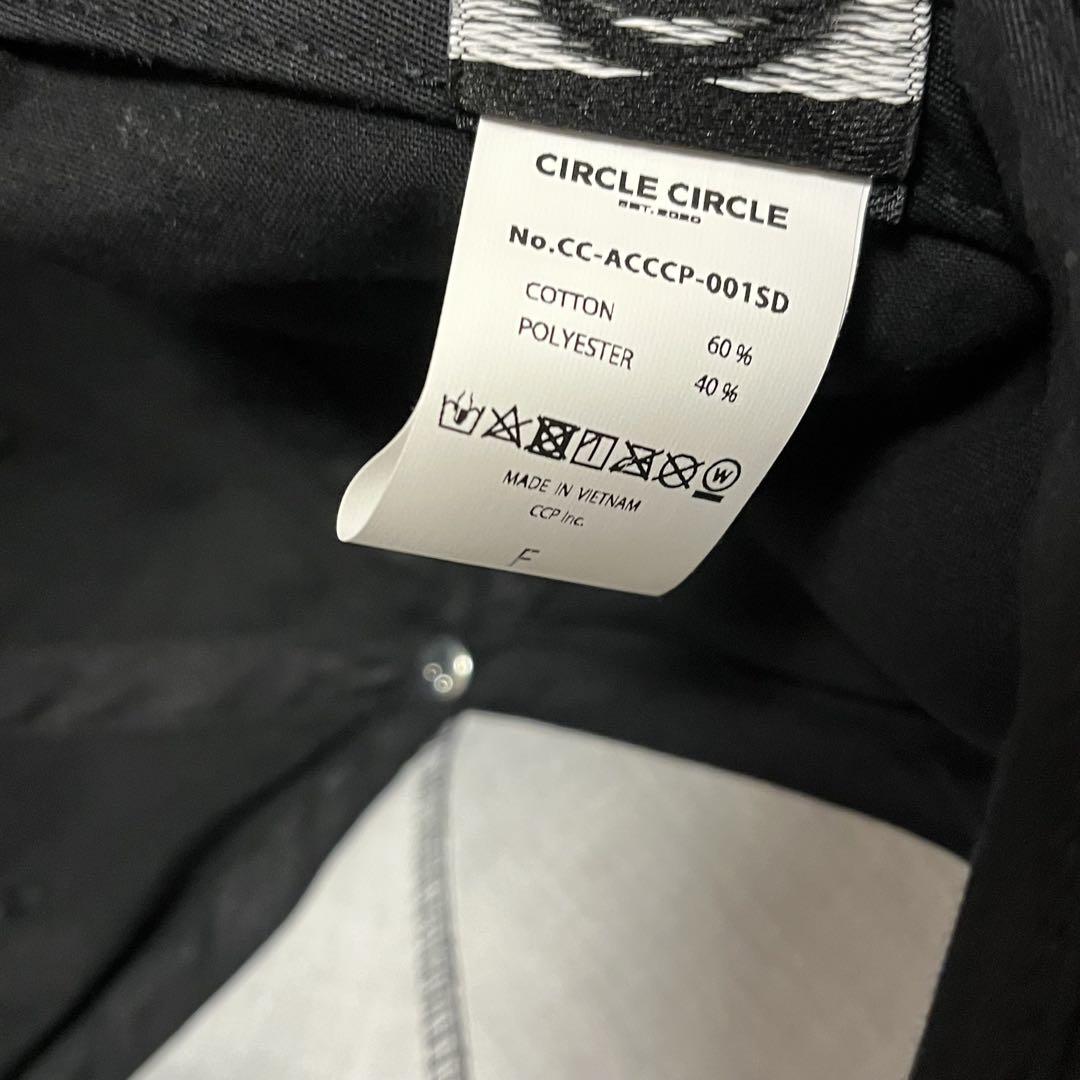 CIRCLE CIRCLE
EST.2020
No.CC-ACCCP-001SD
COTTON 60%
POLYESTER 40%
W
MADE IN VIETNAM
CCP Inc.
F